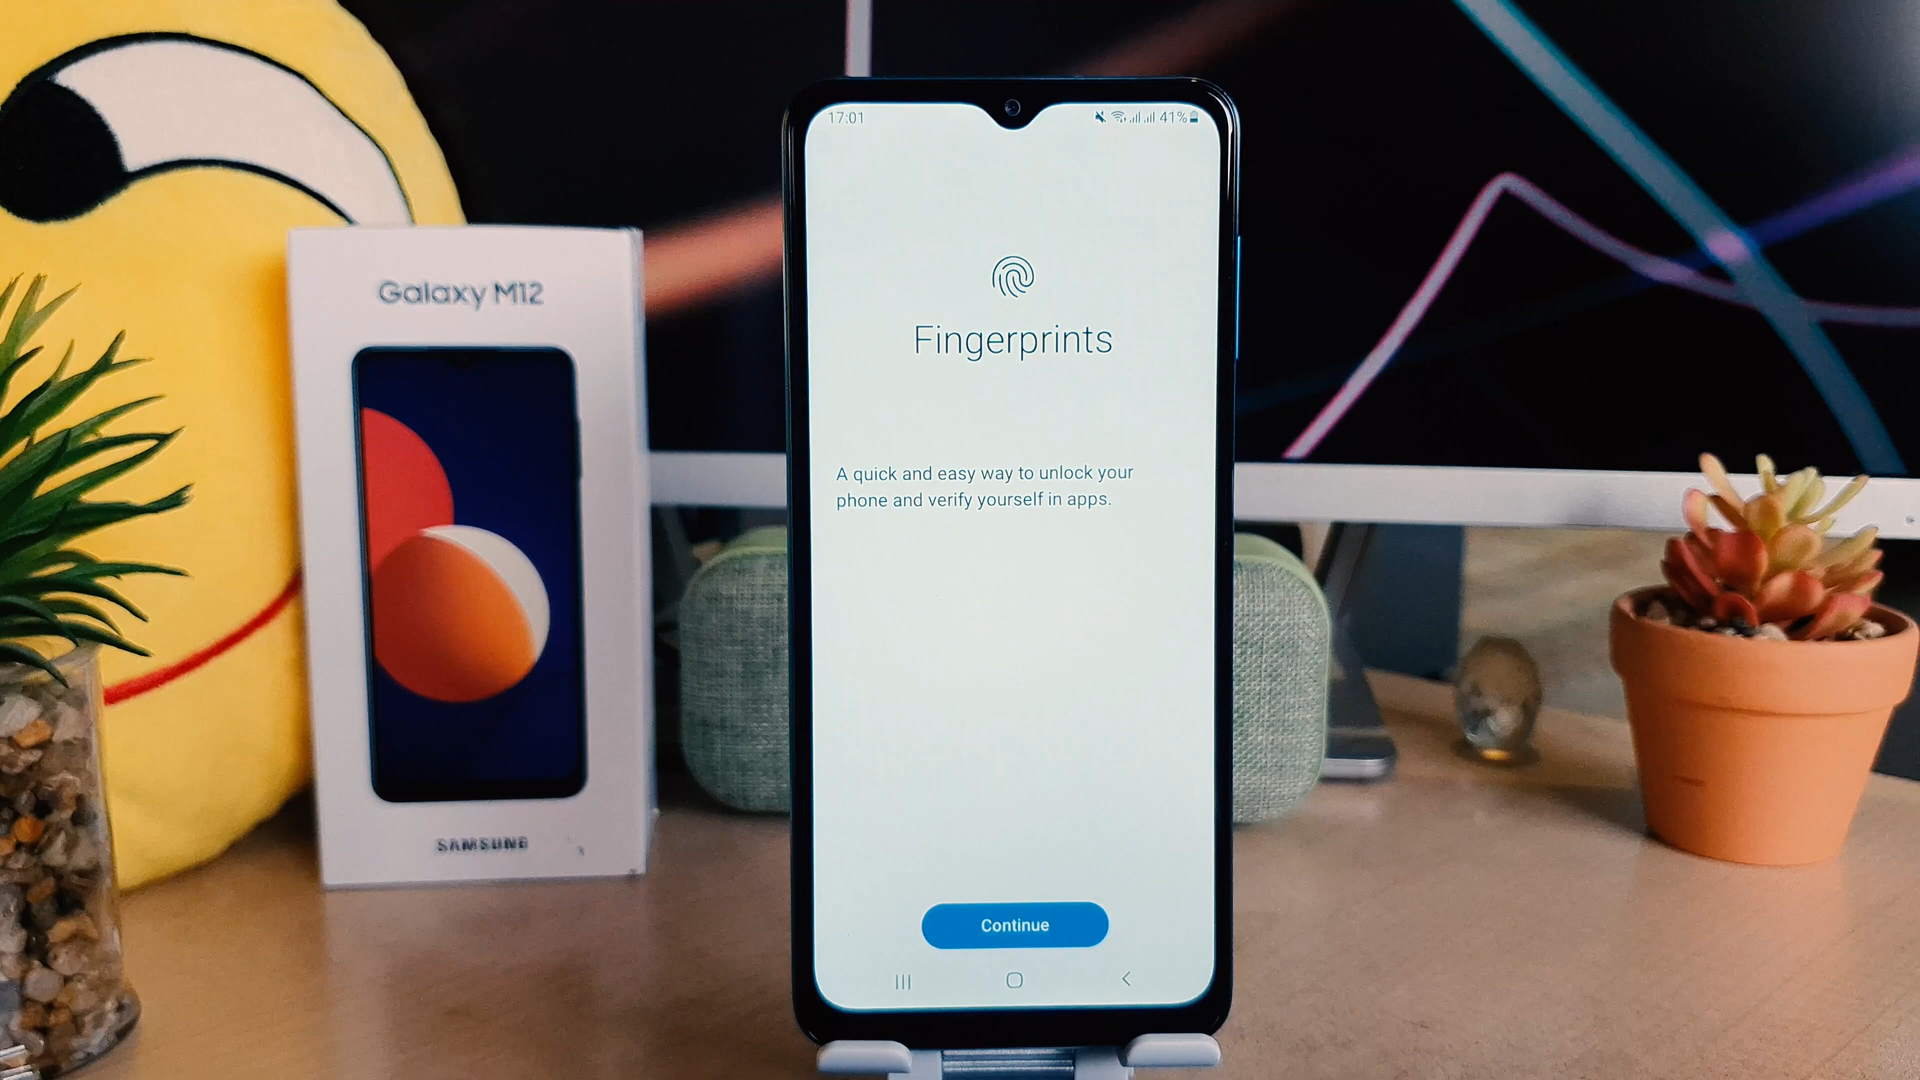 Galaxy M12
SAMSUNG
17:01
41%
Fingerprints
A quick and easy way to unlock your
phone and verify yourself in apps.
Continue